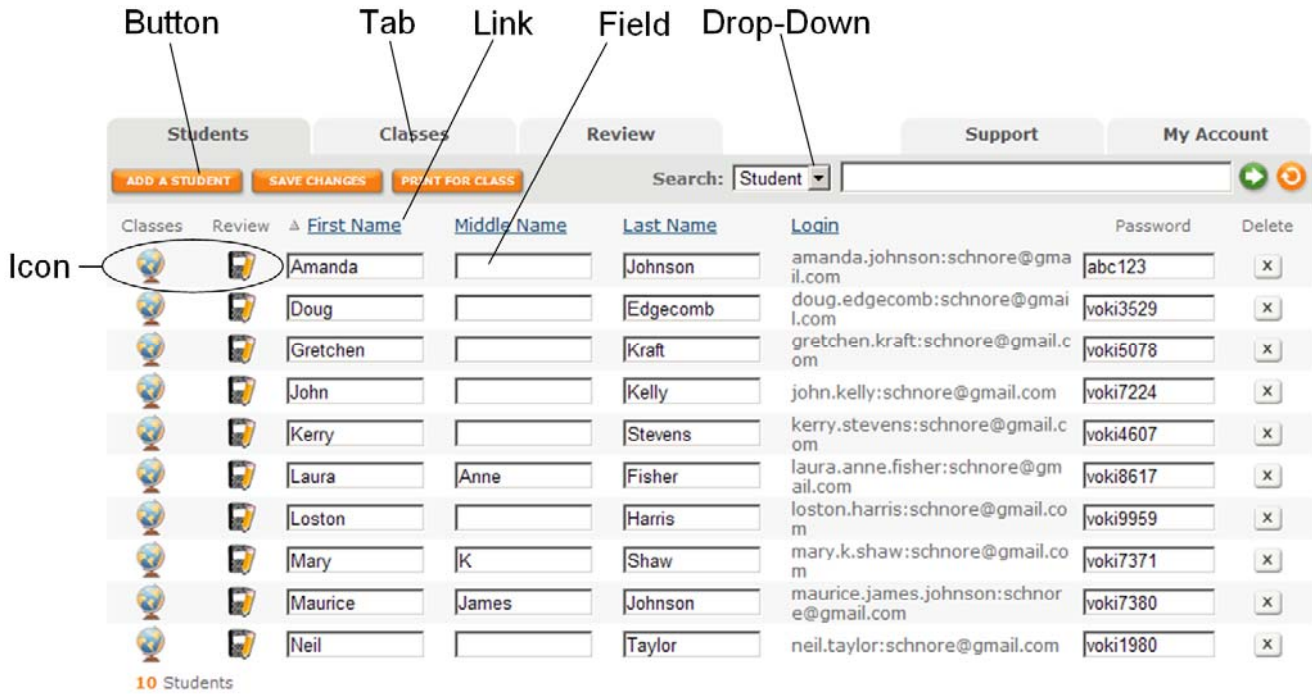 Button Tab Link Field Drop-Down
Students Classes Review Support My Account
ADD A STUDENT SAVE CHANGES PRINT FOR CLASS Search: Student
Classes Review First Name Middle Name Last Name Login Password Delete
Icon
Amanda Johnson amanda.johnson:schnore@gma abc123 x
il.com
Doug Edgecomb doug.edgecomb:schnore@gmai voki3529 x
l.com
Gretchen Kraft gretchen.kraft:schnore@gmail.c voki5078 x
om
John Kelly john.kelly:schnore@gmail.com voki7224 x
Kerry Stevens kerry.stevens:schnore@gmail.c voki4607 x
om
Laura Anne Fisher laura.anne.fisher:schnore@gm voki8617 x
ail.com
Loston Harris loston.harris:schnore@gmail.co voki9959 x
m
Mary K Shaw mary.k.shaw:schnore@gmail.co voki7371 x
m
Maurice James Johnson maurice.james.johnson:schnor voki7380 x
e@gmail.com
Neil Taylor neil.taylor:schnore@gmail.com voki1980 x
10 Students